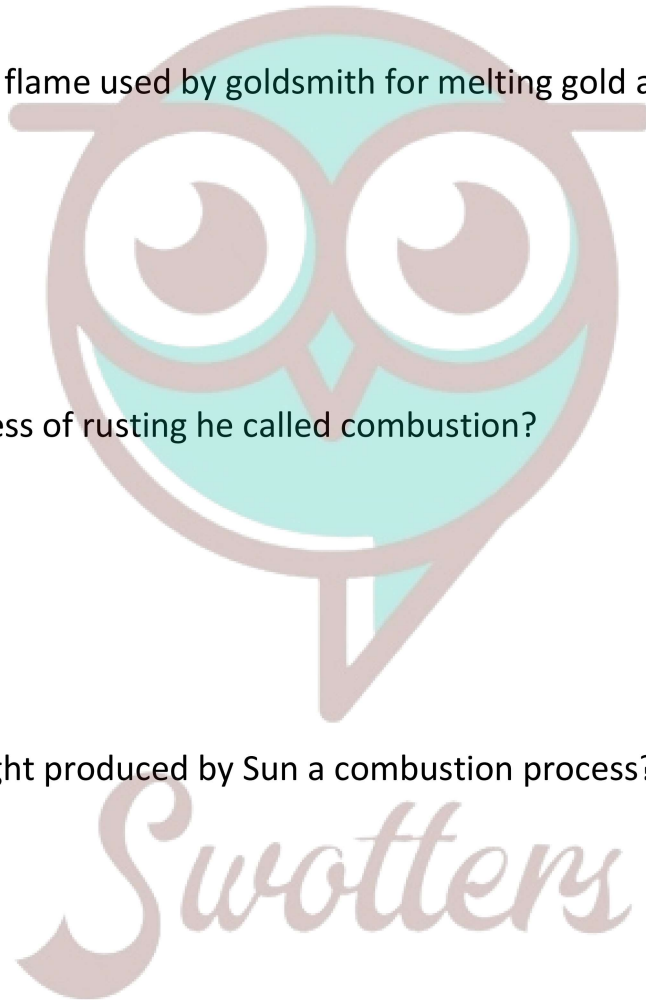 flame used by goldsmith for melting gold a
ess of rusting he called combustion?
ght produced by Sun a combustion process?
Swotters